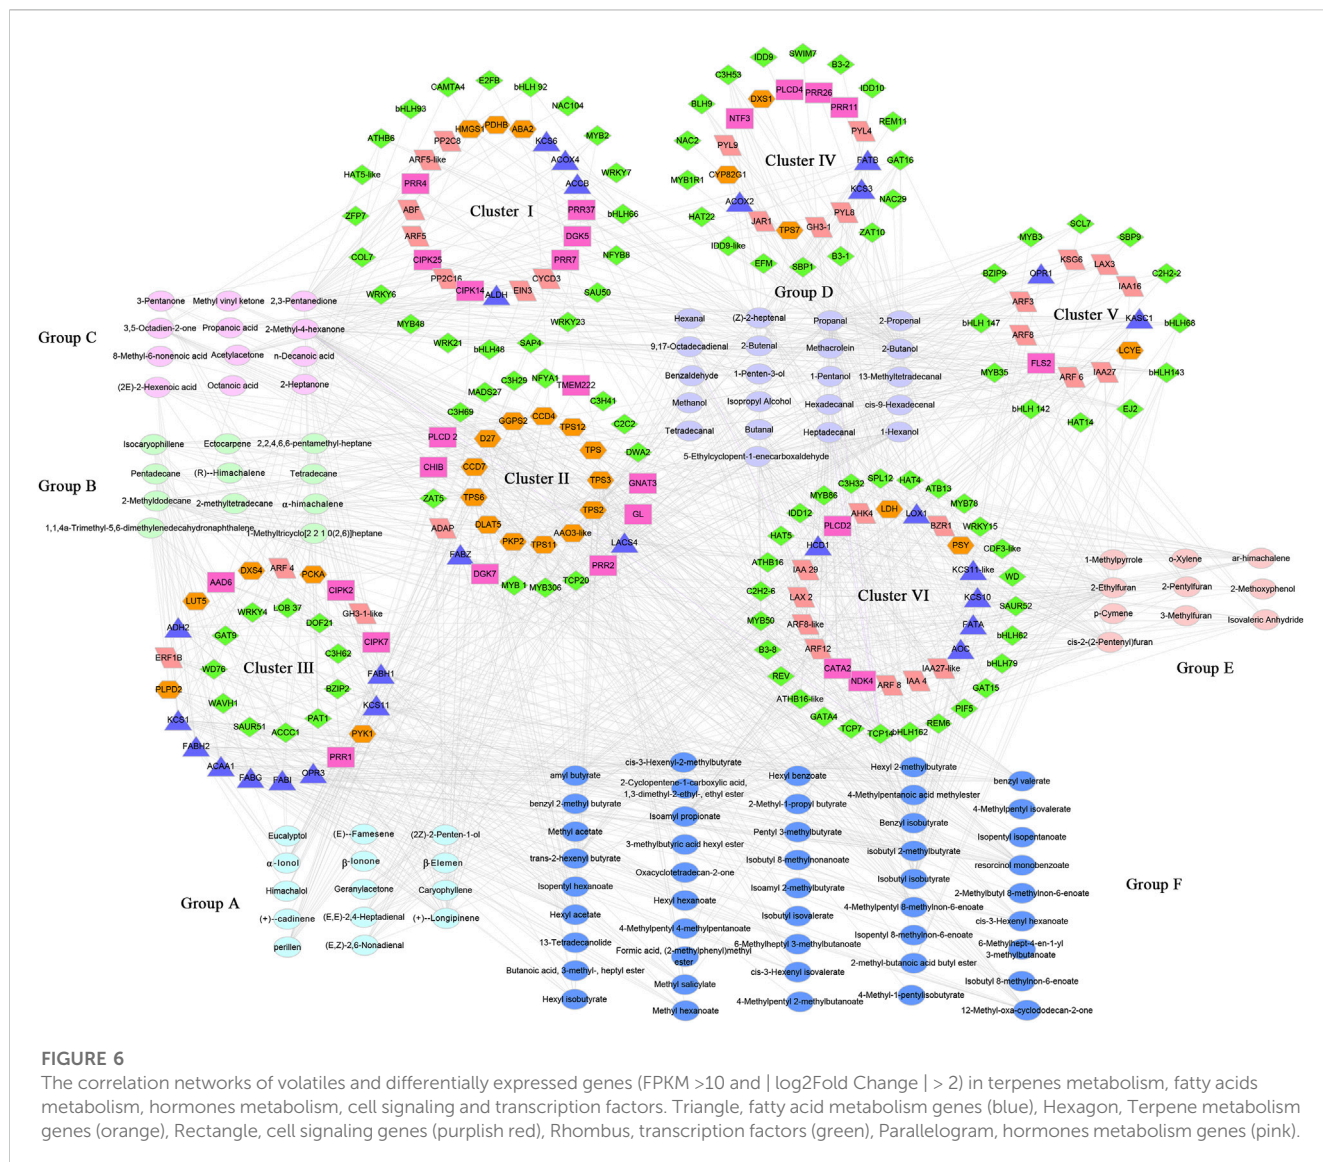 CAMTA4
E2FB
bHLH 92
bHLH93
NAC104
ATHB6
MYB2
HAT5-like
WRKY7
ZFP7
bHLH66
COL7
NFYB8
WRKY6
SAU50
MYB48
WRKY23
WRK21
bHLH48
SAP4
PP2C8
HMGS1
PDHB
ABA2
KCS6
ARF5-like
ACOX4
PRR4
ACCB
ABF
PRR37
ARF5
DGK5
CIPK25
PRR7
PP2C16
CIPK14
ALDH
EIN3
CYCD3
Cluster I
IDD9
SWIM7
B3-2
C3H53
IDD10
BLH9
REM11
NAC2
GAT16
MYB1R1
NAC29
HAT22
ZAT10
IDD9-like
EFM
SBP1
B3-1
DXS1
PLCD4
PRR26
PRR11
NTF3
PYL4
PYL9
FATB
CYP82G1
KCS3
ACOX2
PYL8
JAR1
TPS7
GH3-1
Cluster IV
SCL7
MYB3
SBP9
BZIP9
C2H2-2
bHLH 147
bHLH68
MYB35
bHLH143
bHLH 142
EJ2
HAT14
OPR1
KSG6
LAX3
IAA16
ARF3
KASC1
ARF8
LCYE
FLS2
ARF 6
IAA27
Cluster V
Group C
3-Pentanone
Methyl vinyl ketone
2,3-Pentanedione
3,5-Octadien-2-one
Propanoic acid
2-Methyl-4-hexanone
8-Methyl-6-nonenoic acid
Acetylacetone
n-Decanoic acid
(2E)-2-Hexenoic acid
Octanoic acid
2-Heptanone
Group D
Hexanal
(Z)-2-heptenal
Propanal
2-Propenal
9,17-Octadecadienal
2-Butenal
Methacrolein
2-Butanol
Benzaldehyde
1-Penten-3-ol
1-Pentanol
13-Methyltetradecanal
Methanol
Isopropyl Alcohol
Hexadecanal
cis-9-Hexadecenal
Tetradecanal
Butanal
Heptadecanal
1-Hexanol
5-Ethylcyclopent-1-enecarboxaldehyde
Group B
Isocaryophillene
Ectocarpene
2,2,4,6,6-pentamethyl-heptane
Pentadecane
(R)--Himachalene
Tetradecane
2-Methyldodecane
2-methyltetradecane
α-himachalene
1,1,4a-Trimethyl-5,6-dimethylenedecahydronaphthalene
1-Methyltricyclo[2 2 1 0(2,6)]heptane
C3H29
NFYA1
TMEM222
MADS27
C3H41
C3H69
C2C2
PLCD 2
DWA2
CHIB
GNAT3
ZAT5
GL
ADAP
LACS4
FABZ
PRR2
DGK7
MYB 1
MYB306
TCP20
GGPS2
CCD4
TPS12
D27
TPS
CCD7
TPS3
TPS6
TPS2
DLAT5
AAO3-like
PKP2
TPS11
Cluster II
SPL12
HAT4
C3H32
ATB13
MYB86
MYB78
IDD12
WRKY15
HAT5
CDF3-like
ATHB16
WD
C2H2-6
SAUR52
MYB50
bHLH62
B3-8
bHLH79
REV
GAT15
ATHB16-like
PIF5
GATA4
REM6
TCP7
TCP14
bHLH162
LDH
AHK4
LOX1
PLCD2
BZR1
HCD1
PSY
IAA 29
KCS11-like
LAX 2
KCS10
ARF8-like
FATA
ARF12
AOC
CATA2
IAA27-like
NDK4
ARF 8
IAA 4
Cluster VI
1-Methylpyrrole
o-Xylene
ar-himachalene
2-Ethylfuran
2-Pentylfuran
2-Methoxyphenol
p-Cymene
3-Methylfuran
Isovaleric Anhydride
cis-2-(2-Pentenyl)furan
Group E
ARF 4
DXS4
PCKA
AAD6
CIPK2
LUT5
GH3-1-like
ADH2
CIPK7
ERF1B
FABH1
PLPD2
KCS11
KCS1
PYK1
FABH2
PRR1
ACAA1
FABG
FABI
OPR3
WRKY4
LOB 37
DOF21
GAT9
C3H62
WD76
BZIP2
WAVH1
PAT1
SAUR51
ACCC1
Cluster III
Eucalyptol
(E)--Famesene
(2Z)-2-Penten-1-ol
α-Ionol
β-Ionone
β-Elemen
Himachalol
Geranylacetone
Caryophyllene
(+)--cadinene
(E,E)-2,4-Heptadienal
(+)--Longipinene
perillen
(E,Z)-2,6-Nonadienal
Group A
amyl butyrate
cis-3-Hexenyl-2-methylbutyrate
Hexyl benzoate
Hexyl 2-methylbutyrate
benzyl valerate
benzyl 2-methyl butyrate
2-Cyclopentene-1-carboxylic acid,
1,3-dimethyl-2-ethyl-, ethyl ester
2-Methyl-1-propyl butyrate
4-Methylpentanoic acid methylester
4-Methylpentyl isovalerate
Methyl acetate
Isoamyl propionate
Pentyl 3-methylbutyrate
Benzyl isobutyrate
Isopentyl isopentanoate
trans-2-hexenyl butyrate
3-methylbutyric acid hexyl ester
Isobutyl 8-methylnonanoate
isobutyl 2-methylbutyrate
resorcinol monobenzoate
Isopentyl hexanoate
Oxacyclotetradecan-2-one
Isoamyl 2-methylbutyrate
Isobutyl isobutyrate
2-Methylbutyl 8-methylnon-6-enoate
Hexyl acetate
Hexyl hexanoate
Isobutyl isovalerate
4-Methylpentyl 8-methylnon-6-enoate
cis-3-Hexenyl hexanoate
13-Tetradecanolide
4-Methylpentyl 4-methylpentanoate
6-Methylheptyl 3-methylbutanoate
Isopentyl 8-methylnon-6-enoate
6-Methylhept-4-en-1-yl
3-methylbutanoate
Butanoic acid, 3-methyl-, heptyl ester
Formic acid, (2-methylphenyl)methyl
ester
cis-3-Hexenyl isovalerate
2-methyl-butanoic acid butyl ester
Isobutyl 8-methylnon-6-enoate
Hexyl isobutyrate
Methyl salicylate
4-Methylpentyl 2-methylbutanoate
4-Methyl-1-pentylisobutyrate
12-Methyl-oxa-cyclododecan-2-one
Methyl hexanoate
Group F
FIGURE 6
The correlation networks of volatiles and differentially expressed genes (FPKM >10 and | log2Fold Change | > 2) in terpenes metabolism, fatty acids
metabolism, hormones metabolism, cell signaling and transcription factors. Triangle, fatty acid metabolism genes (blue), Hexagon, Terpene metabolism
genes (orange), Rectangle, cell signaling genes (purplish red), Rhombus, transcription factors (green), Parallelogram, hormones metabolism genes (pink).